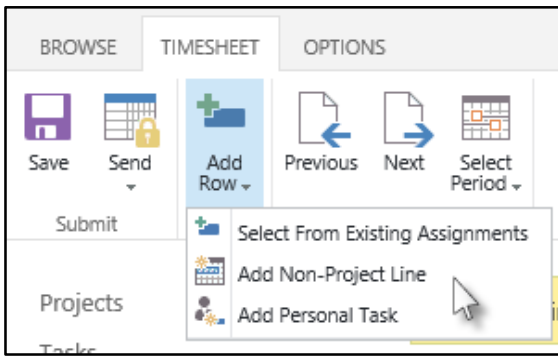 BROWSE TIMESHEET OPTIONS
Save Send Add Row Previous Next Select Period
Submit
Select From Existing Assignments
Add Non-Project Line
Add Personal Task
Projects
Tasks